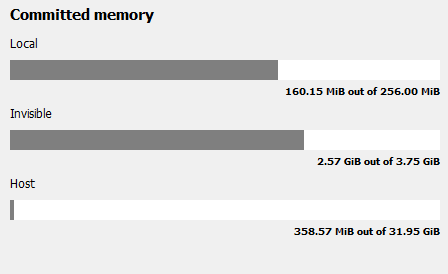 Committed memory
Local
160.15 MiB out of 256.00 MiB
Invisible
2.57 GiB out of 3.75 GiB
Host
358.57 MiB out of 31.95 GiB